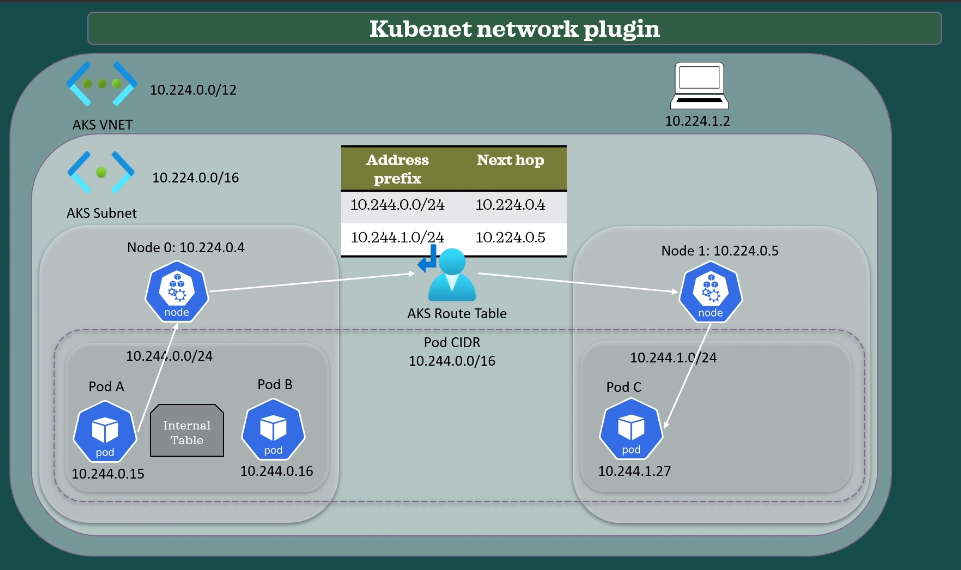 Kubenet network plugin
10.224.0.0/12
AKS VNET
10.224.1.2
10.224.0.0/16
AKS Subnet
Address Next hop
prefix
10.244.0.0/24 10.224.0.4
10.244.1.0/24 10.224.0.5
Node 0: 10.224.0.4
Node 1: 10.224.0.5
node
node
AKS Route Table
Pod CIDR
10.244.0.0/16
10.244.0.0/24
10.244.1.0/24
Pod A
Pod B
Pod C
Internal
Table
pod
pod
pod
10.244.0.15
10.244.0.16
10.244.1.27